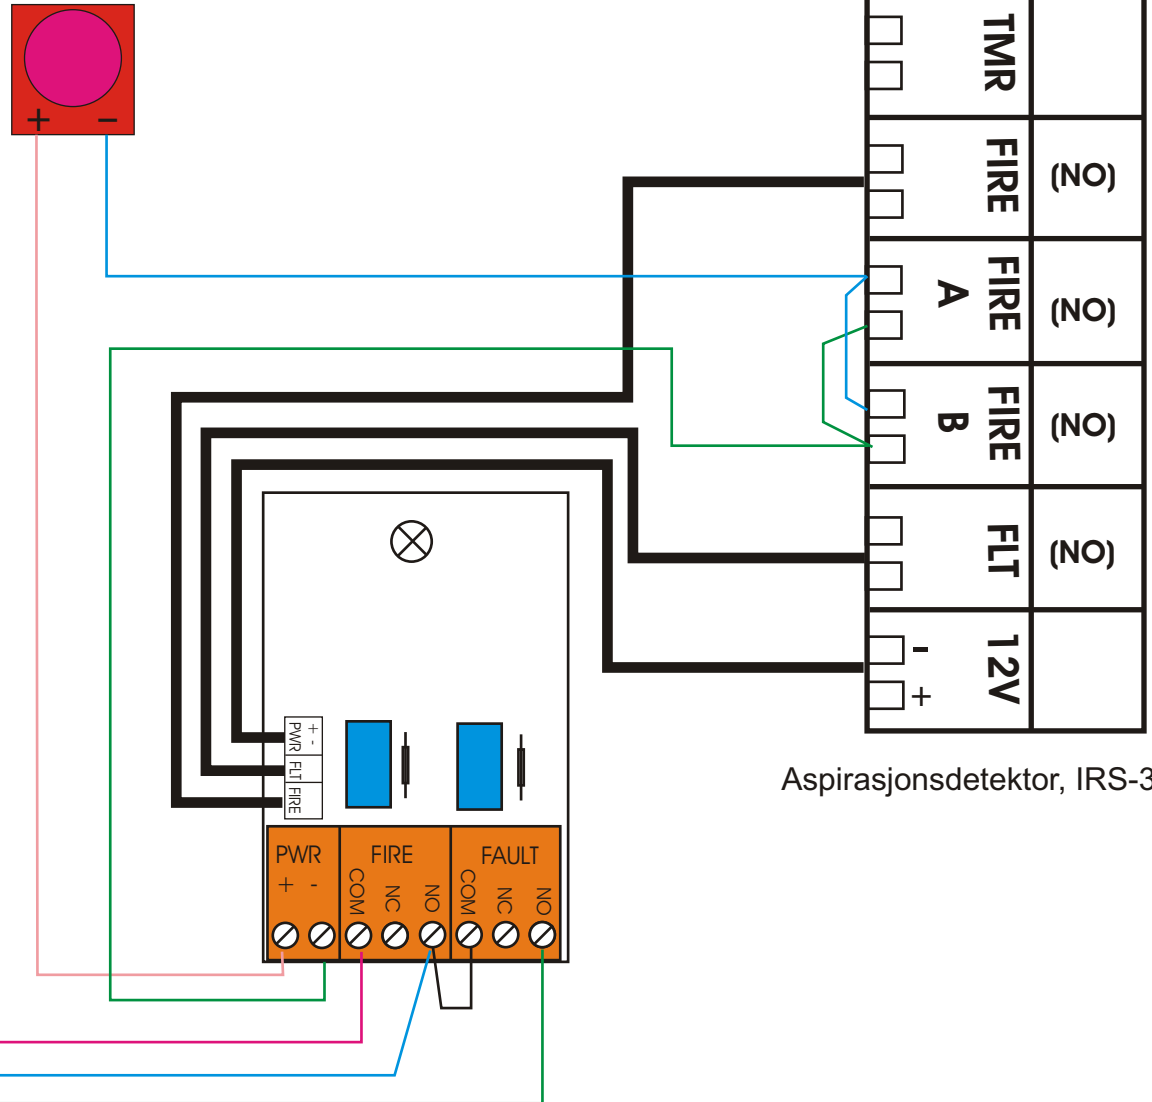 + -
TMR
FIRE
(NO)
FIRE
A
(NO)
FIRE
B
(NO)
FLT
(NO)
12V
-
+
Aspirasjonsdetektor, IRS-3
PWR + -
FLT
FIRE
PWR
+ -
FIRE
COM NC NO
FAULT
COM NC NO